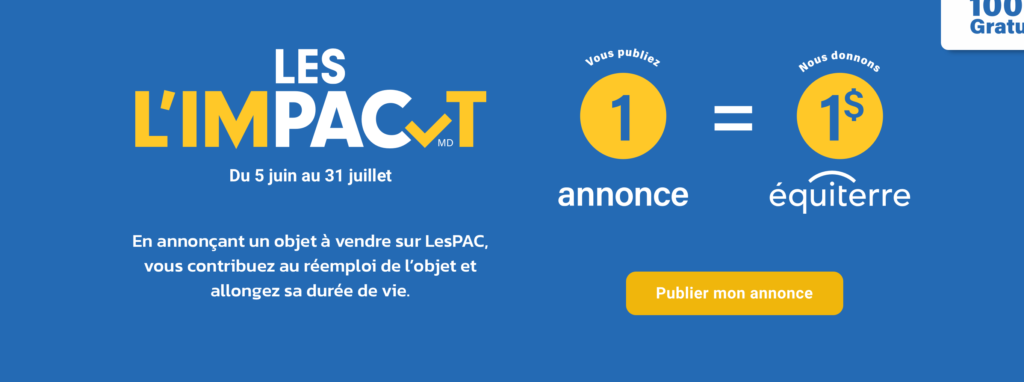 100
LES
L'IMPACT
MD
Du 5 juin au 31 juillet
En annonçant un objet à vendre sur LesPAC,
vous contribuez au réemploi de l'objet et
allongez sa durée de vie.
Vous publiez
1
annonce
=
Nous donnons
1$
équiterre
Publier mon annonce